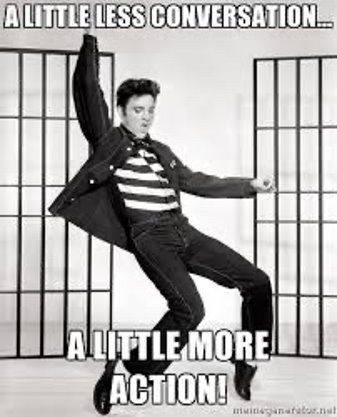 A LITTLE LESS CONVERSATION...
A LITTLE MORE
ACTION!
memegenerator.net